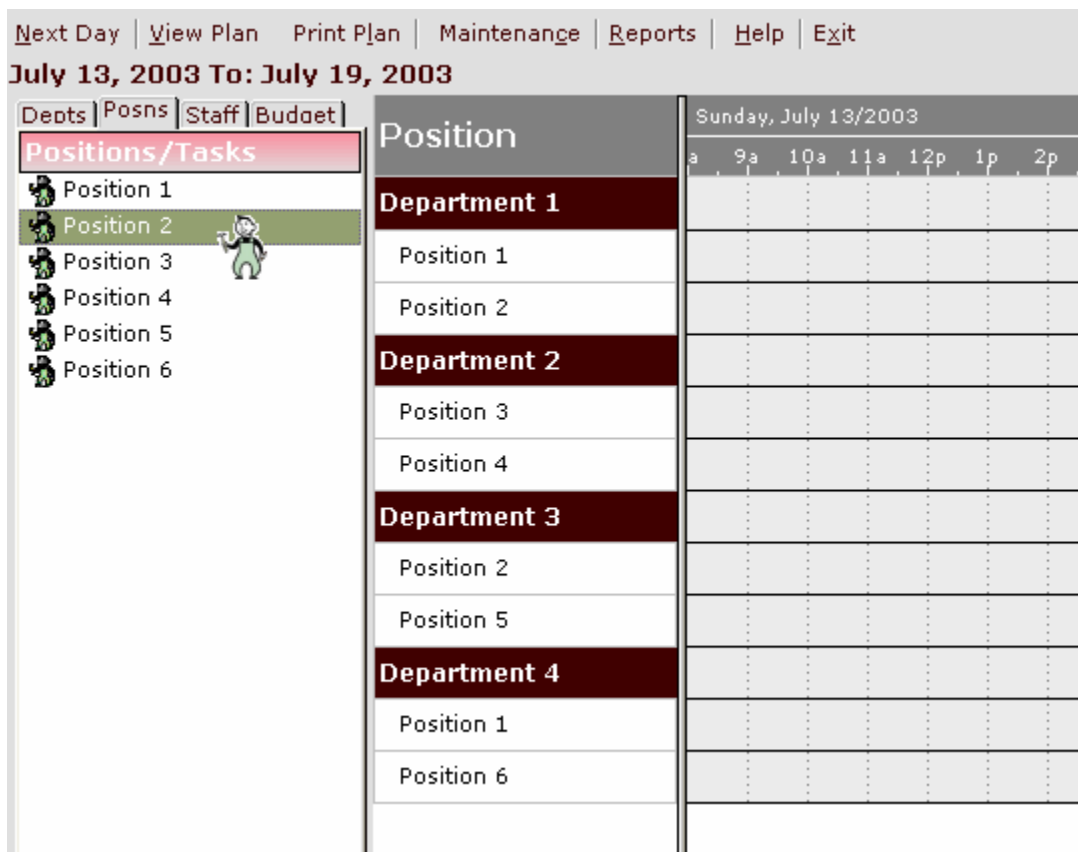 Next Day View Plan Print Plan Maintenance Reports Help Exit
July 13, 2003 To: July 19, 2003
Depts Posns Staff Budget
Positions/Tasks
Position 1
Position 2
Position 3
Position 4
Position 5
Position 6
Position
Sunday, July 13/2003
a 9a 10a 11a 12p 1p 2p
Department 1
Position 1
Position 2
Department 2
Position 3
Position 4
Department 3
Position 2
Position 5
Department 4
Position 1
Position 6